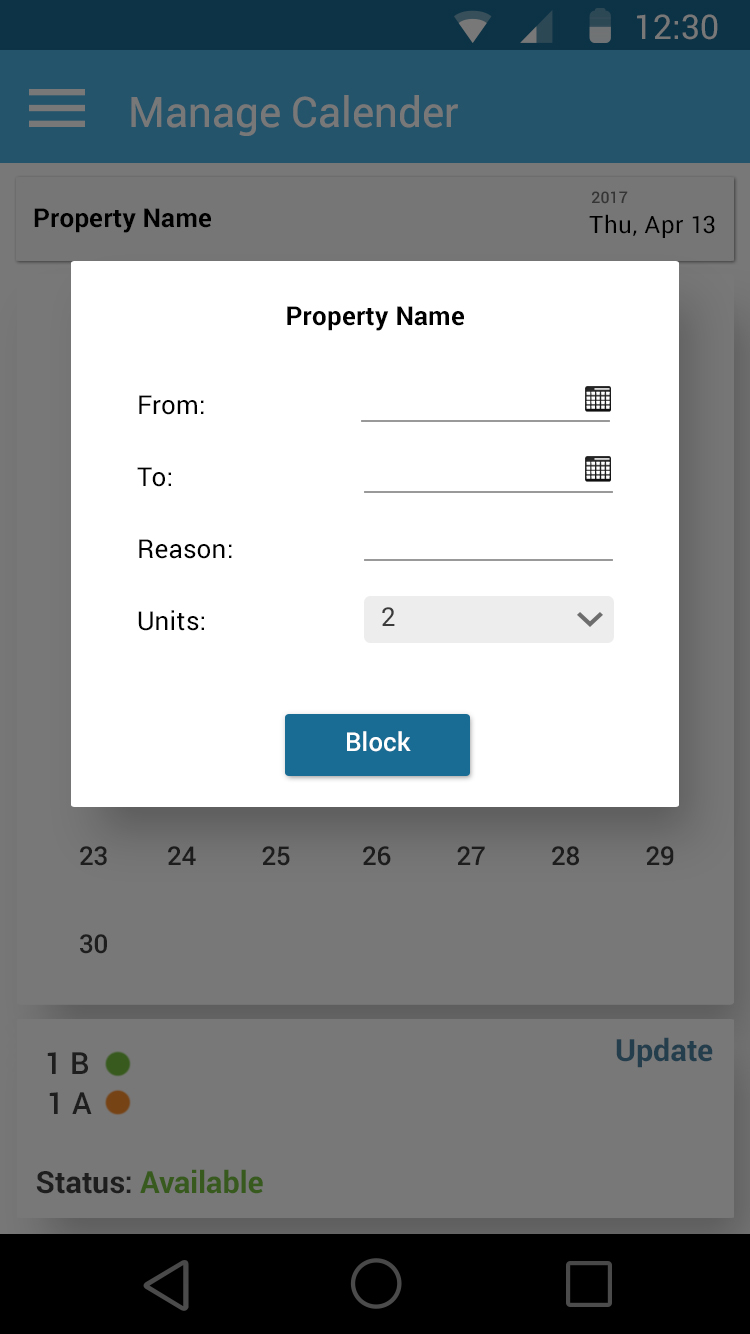 12:30
Manage Calender
2017
Property Name
Thu, Apr 13
Property Name
From:
To:
Reason:
Units:
2
Block
23 24 25 26 27 28 29
30
1 B
Update
1 A
Status: Available